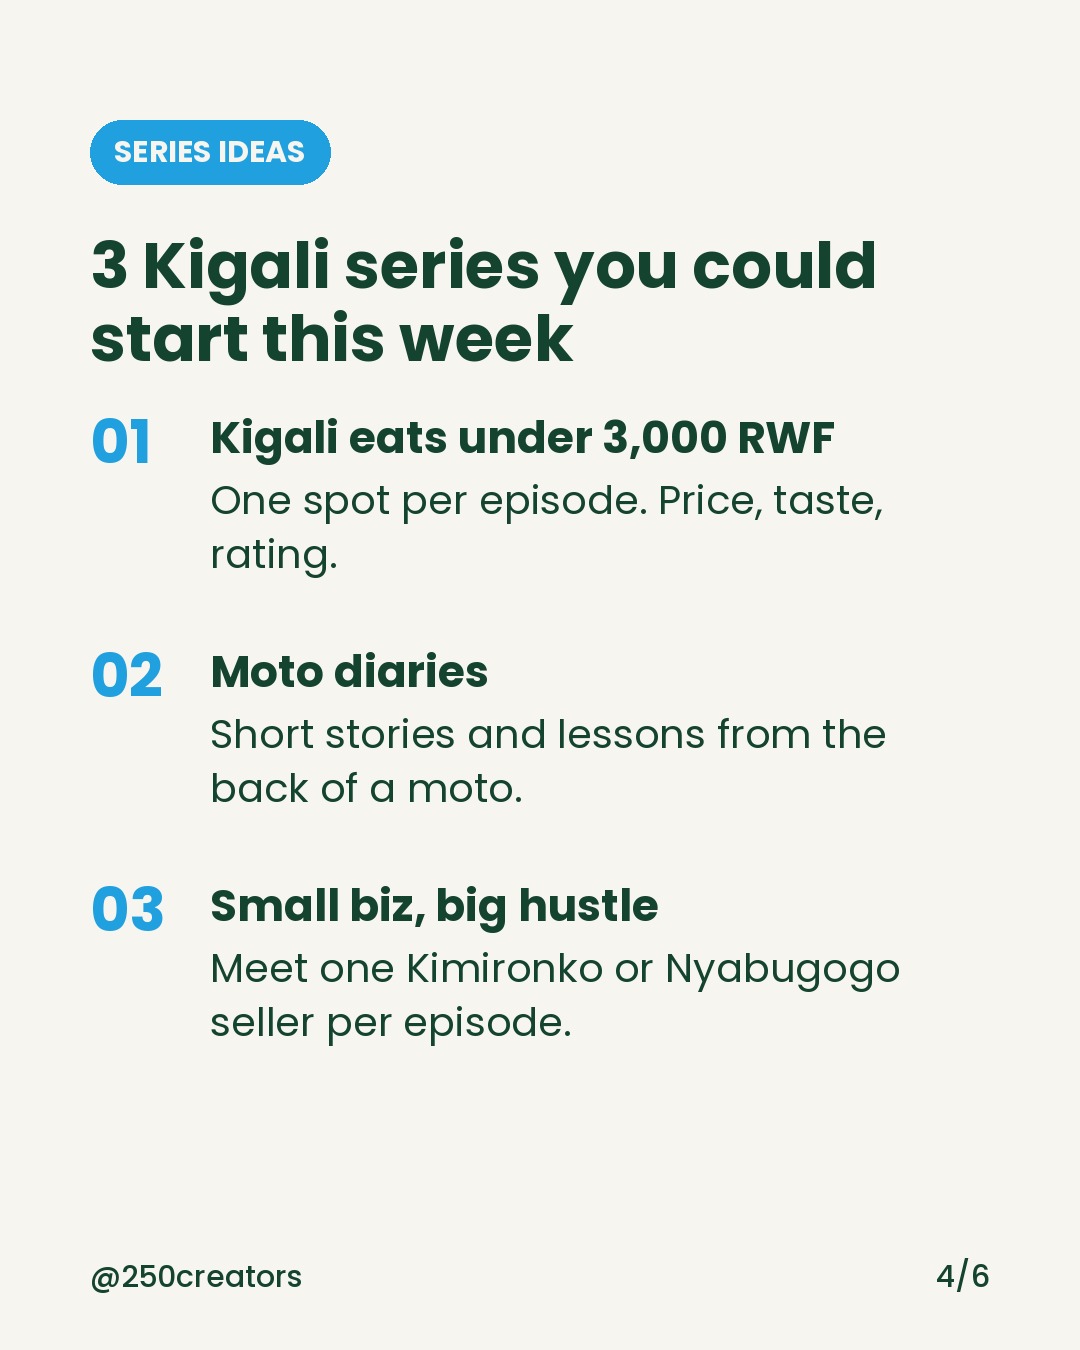 SERIES IDEAS
3 Kigali series you could
start this week
01
Kigali eats under 3,000 RWF
One spot per episode. Price, taste,
rating.
02
Moto diaries
Short stories and lessons from the
back of a moto.
03
Small biz, big hustle
Meet one Kimironko or Nyabugogo
seller per episode.
@250creators
4/6